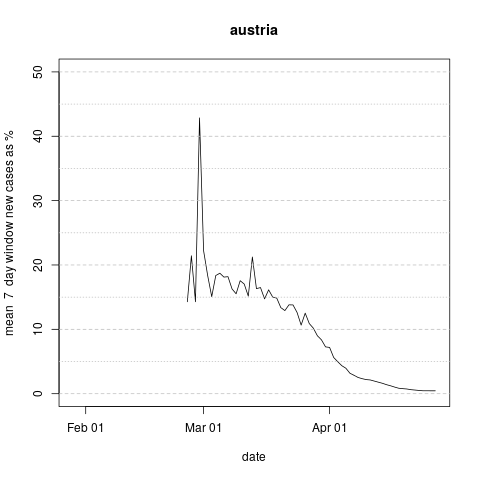 austria
mean 7 day window new cases as %
50
40
30
20
10
0
Feb 01
Mar 01
Apr 01
date